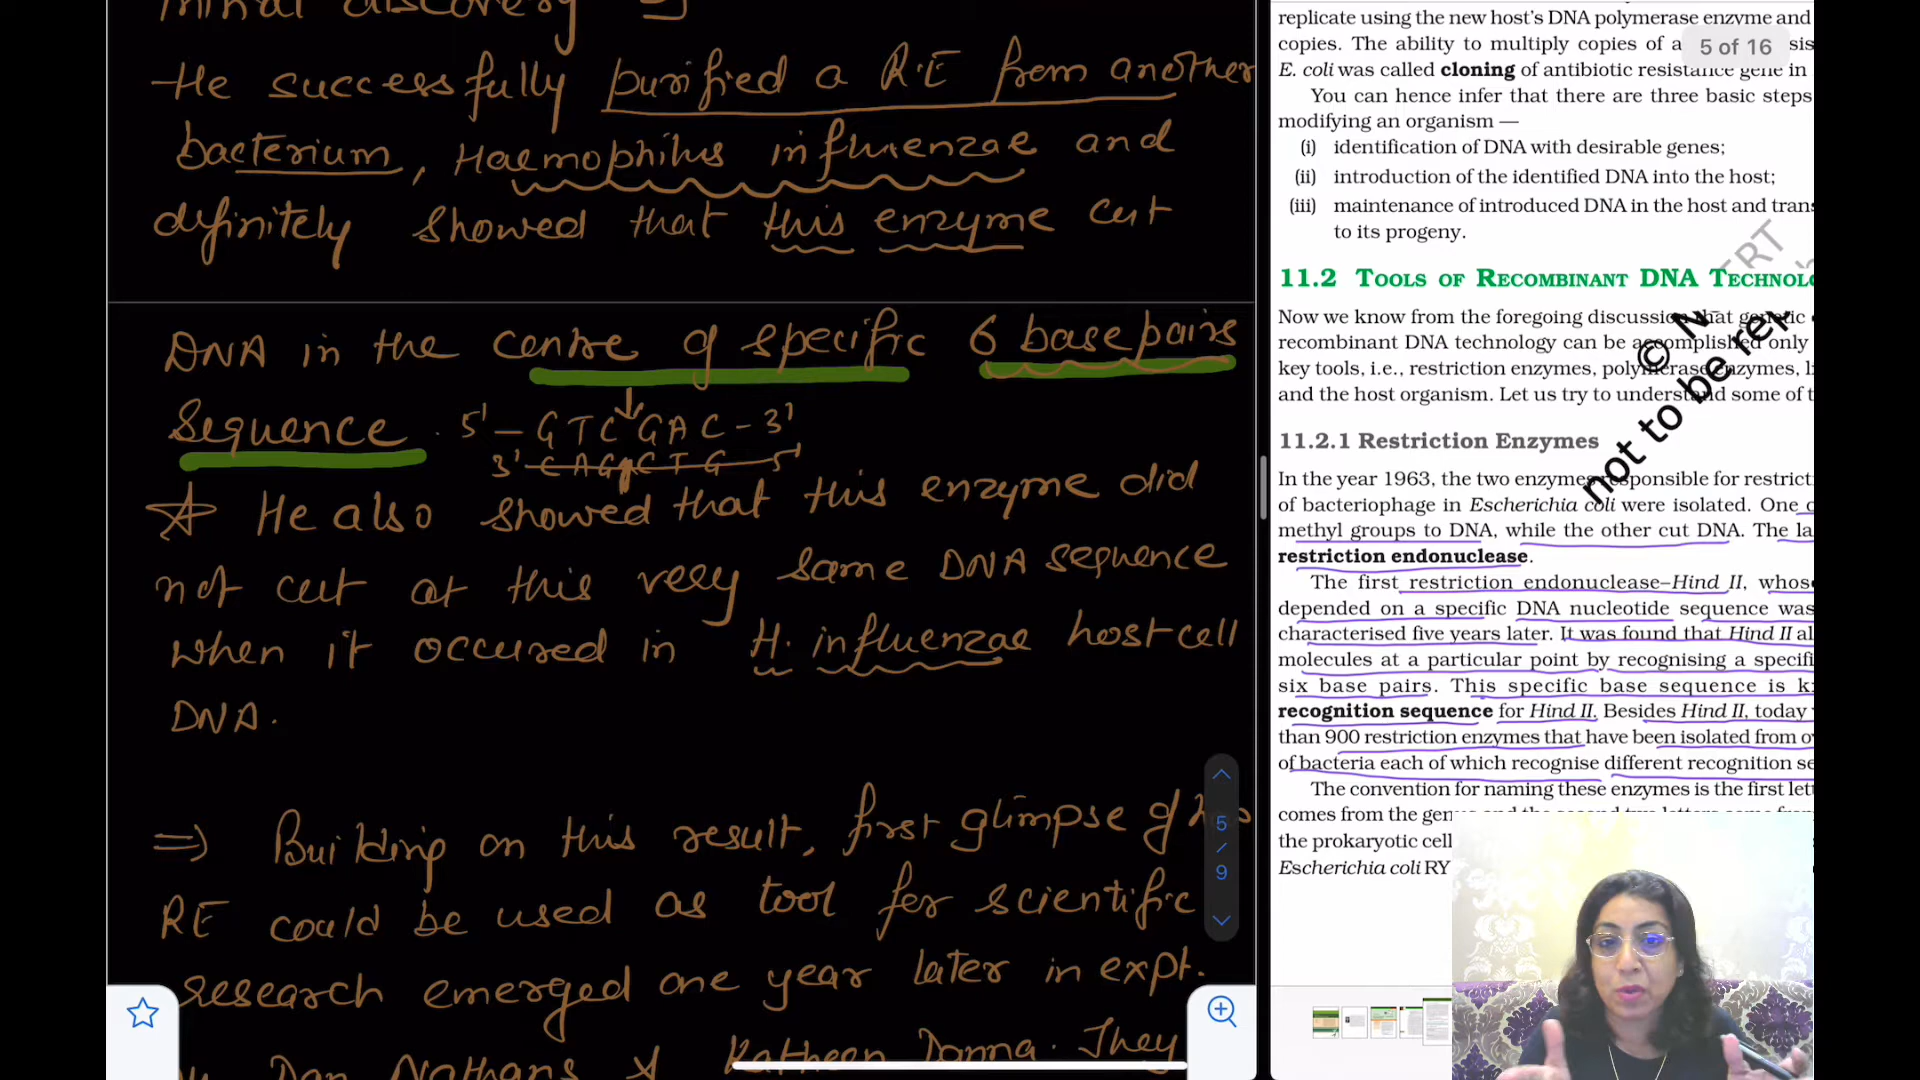 Initial discovery ⇒
He successfully purified a R.E from another
bacterium, Haemophilus influenzae and
definitely showed that this enzyme cut
DNA in the centre of specific 6 base pairs
Sequence. 5' – GTC GAC – 3'
3' CAG CTG 5'
☆ He also showed that this enzyme did
not cut at this very same DNA sequence
when it occured in H. influenzae host cell
DNA.
⇒ Building on this result, first glimpse of
RE could be used as tool for scientific
research emerged one year later in expt.
Dan Nathans & Katheen Danna. They
5
/
9
replicate using the new host's DNA polymerase enzyme and
copies. The ability to multiply copies of a
5 of 16
E. coli was called cloning of antibiotic resistance gene in
You can hence infer that there are three basic steps
modifying an organism —
(i) identification of DNA with desirable genes;
(ii) introduction of the identified DNA into the host;
(iii) maintenance of introduced DNA in the host and trans
to its progeny.
11.2 Tools of Recombinant DNA Technol
Now we know from the foregoing discussion that genetic
recombinant DNA technology can be accomplished only
key tools, i.e., restriction enzymes, polymerase enzymes, l
and the host organism. Let us try to understand some of t
11.2.1 Restriction Enzymes
In the year 1963, the two enzymes responsible for restrict
of bacteriophage in Escherichia coli were isolated. One
methyl groups to DNA, while the other cut DNA. The la
restriction endonuclease.
The first restriction endonuclease–Hind II, whos
depended on a specific DNA nucleotide sequence was
characterised five years later. It was found that Hind II al
molecules at a particular point by recognising a specifi
six base pairs. This specific base sequence is k
recognition sequence for Hind II. Besides Hind II, today
than 900 restriction enzymes that have been isolated from o
of bacteria each of which recognise different recognition se
The convention for naming these enzymes is the first lett
comes from the gen
the prokaryotic cell
Escherichia coli RY
© N
ERT
not to be rep